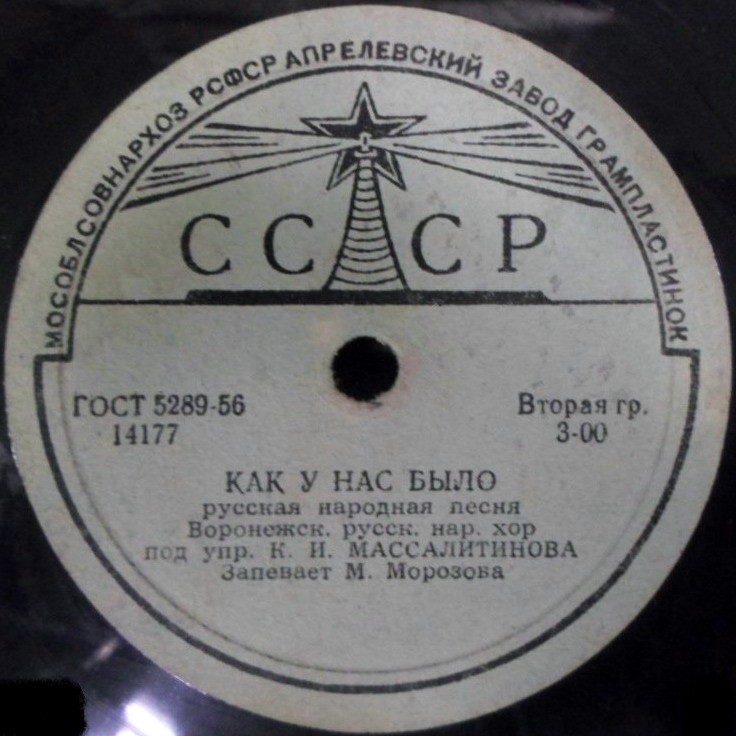 МОСОБЛСОВНАРХОЗ РСФСР АПРЕЛЕВСКИЙ ЗАВОД ГРАМПЛАСТИНОК
СССР
ГОСТ 5289-56
14177
Вторая гр.
3-00
КАК У НАС БЫЛО
русская народная песня
Воронежск. русск. нар. хор
под упр. К. И. МАССАЛИТИНОВА
Запевает М. Морозова